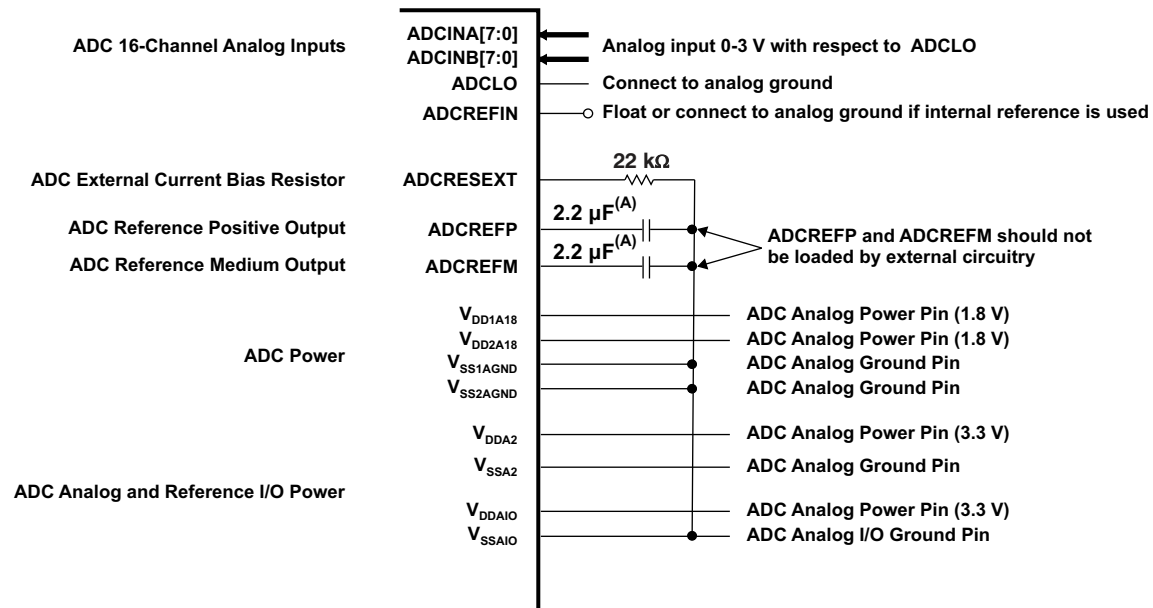 ADC 16-Channel Analog Inputs
ADCINA[7:0]
ADCINB[7:0]
Analog input 0-3 V with respect to ADCLO
ADCLO
Connect to analog ground
ADCREFIN
Float or connect to analog ground if internal reference is used
22 kΩ
ADC External Current Bias Resistor
ADCRESEXT
2.2 µF(A)
ADC Reference Positive Output
ADCREFP
2.2 µF(A)
ADCREFP and ADCREFM should not
be loaded by external circuitry
ADC Reference Medium Output
ADCREFM
VDD1A18
ADC Analog Power Pin (1.8 V)
VDD2A18
ADC Analog Power Pin (1.8 V)
ADC Power
VSS1AGND
ADC Analog Ground Pin
VSS2AGND
ADC Analog Ground Pin
VDDA2
ADC Analog Power Pin (3.3 V)
VSSA2
ADC Analog Ground Pin
ADC Analog and Reference I/O Power
VDDAIO
ADC Analog Power Pin (3.3 V)
VSSAIO
ADC Analog I/O Ground Pin